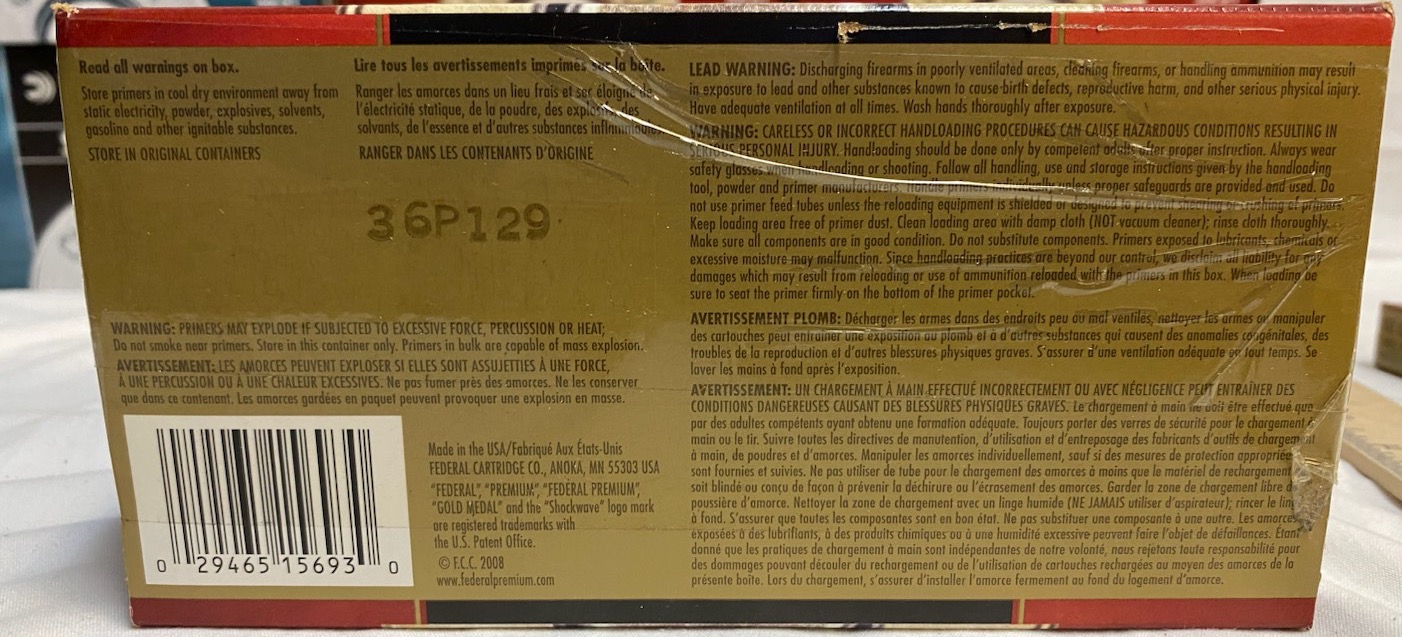 Read all warnings on box.
Store primers in cool dry environment away from
static electricity, powder, explosives, solvents,
gasoline and other ignitable substances.
STORE IN ORIGINAL CONTAINERS
Lire tous les avertissements imprimés sur la boîte.
Ranger les amorces dans un lieu frais et sec éloigné de
l'électricité statique, de la poudre, des explosifs, des
solvants, de l'essence et d'autres substances inflammables.
RANGER DANS LES CONTENANTS D'ORIGINE
36P129
WARNING: PRIMERS MAY EXPLODE IF SUBJECTED TO EXCESSIVE FORCE, PERCUSSION OR HEAT;
Do not smoke near primers. Store in this container only. Primers in bulk are capable of mass explosion.
AVERTISSEMENT: LES AMORCES PEUVENT EXPLOSER SI ELLES SONT ASSUJETTIES À UNE FORCE,
À UNE PERCUSSION OU À UNE CHALEUR EXCESSIVES. Ne pas fumer près des amorces. Ne les conserver
que dans ce contenant. Les amorces gardées en paquet peuvent provoquer une explosion en masse.
0 29465 15693 0
Made in the USA/Fabriqué Aux États-Unis
FEDERAL CARTRIDGE CO., ANOKA, MN 55303 USA
"FEDERAL", "PREMIUM", "FEDERAL PREMIUM",
"GOLD MEDAL" and the "Shockwave" logo mark
are registered trademarks with
the U.S. Patent Office.
© F.C.C. 2008
www.federalpremium.com
LEAD WARNING: Discharging firearms in poorly ventilated areas, cleaning firearms, or handling ammunition may result
in exposure to lead and other substances known to cause birth defects, reproductive harm, and other serious physical injury.
Have adequate ventilation at all times. Wash hands thoroughly after exposure.
WARNING: CARELESS OR INCORRECT HANDLOADING PROCEDURES CAN CAUSE HAZARDOUS CONDITIONS RESULTING IN
SERIOUS PERSONAL INJURY. Handloading should be done only by competent adults after proper instruction. Always wear
safety glasses when handloading or shooting. Follow all handling, use and storage instructions given by the handloading
tool, powder and primer manufacturers. Handle primers individually unless proper safeguards are provided and used. Do
not use primer feed tubes unless the reloading equipment is shielded or designed to prevent shearing or crushing of primers.
Keep loading area free of primer dust. Clean loading area with damp cloth (NOT vacuum cleaner); rinse cloth thoroughly.
Make sure all components are in good condition. Do not substitute components. Primers exposed to lubricants, chemicals or
excessive moisture may malfunction. Since handloading practices are beyond our control, we disclaim all liability for any
damages which may result from reloading or use of ammunition reloaded with the primers in this box. When loading be
sure to seat the primer firmly on the bottom of the primer pocket.
AVERTISSEMENT PLOMB: Décharger les armes dans des endroits peu ou mal ventilés, nettoyer les armes ou manipuler
des cartouches peut entraîner une exposition au plomb et à d'autres substances qui causent des anomalies congénitales, des
troubles de la reproduction et d'autres blessures physiques graves. S'assurer d'une ventilation adéquate en tout temps. Se
laver les mains à fond après l'exposition.
AVERTISSEMENT: UN CHARGEMENT À MAIN EFFECTUÉ INCORRECTEMENT OU AVEC NÉGLIGENCE PEUT ENTRAÎNER DES
CONDITIONS DANGEREUSES CAUSANT DES BLESSURES PHYSIQUES GRAVES. Le chargement à main ne doit être effectué que
par des adultes compétents ayant obtenu une formation adéquate. Toujours porter des verres de sécurité pour le chargement à
main ou le tir. Suivre toutes les directives de manutention, d'utilisation et d'entreposage des fabricants d'outils de chargement
à main, de poudres et d'amorces. Manipuler les amorces individuellement, sauf si des mesures de protection appropriées
sont fournies et suivies. Ne pas utiliser de tube pour le chargement des amorces à moins que le matériel de rechargement
soit blindé ou conçu de façon à prévenir la déchirure ou l'écrasement des amorces. Garder la zone de chargement libre de
poussière d'amorce. Nettoyer la zone de chargement avec un linge humide (NE JAMAIS utiliser d'aspirateur); rincer le linge
à fond. S'assurer que toutes les composantes sont en bon état. Ne pas substituer une composante à une autre. Les amorces
exposées à des lubrifiants, à des produits chimiques ou à une humidité excessive peuvent faire l'objet de défaillances. Étant
donné que les pratiques de chargement à main sont indépendantes de notre volonté, nous rejetons toute responsabilité pour
des dommages pouvant découler du rechargement ou de l'utilisation de cartouches rechargées au moyen des amorces de la
présente boîte. Lors du chargement, s'assurer d'installer l'amorce fermement au fond du logement d'amorce.